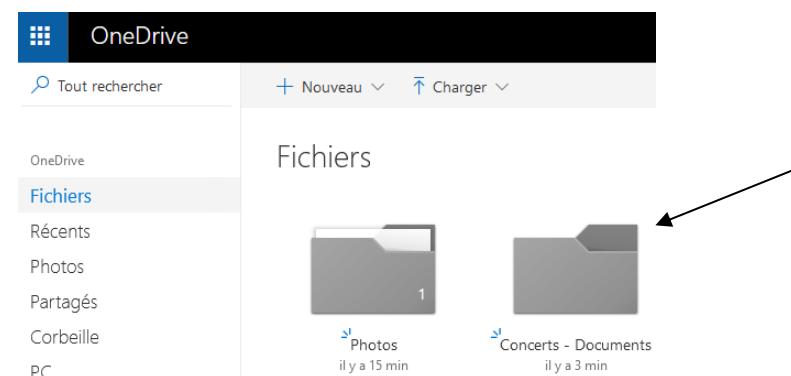 OneDrive
Tout rechercher
Nouveau
Charger
OneDrive
Fichiers
Récents
Photos
Partagés
Corbeille
PC
Fichiers
1
Photos
il y a 15 min
Concerts - Documents
il y a 3 min